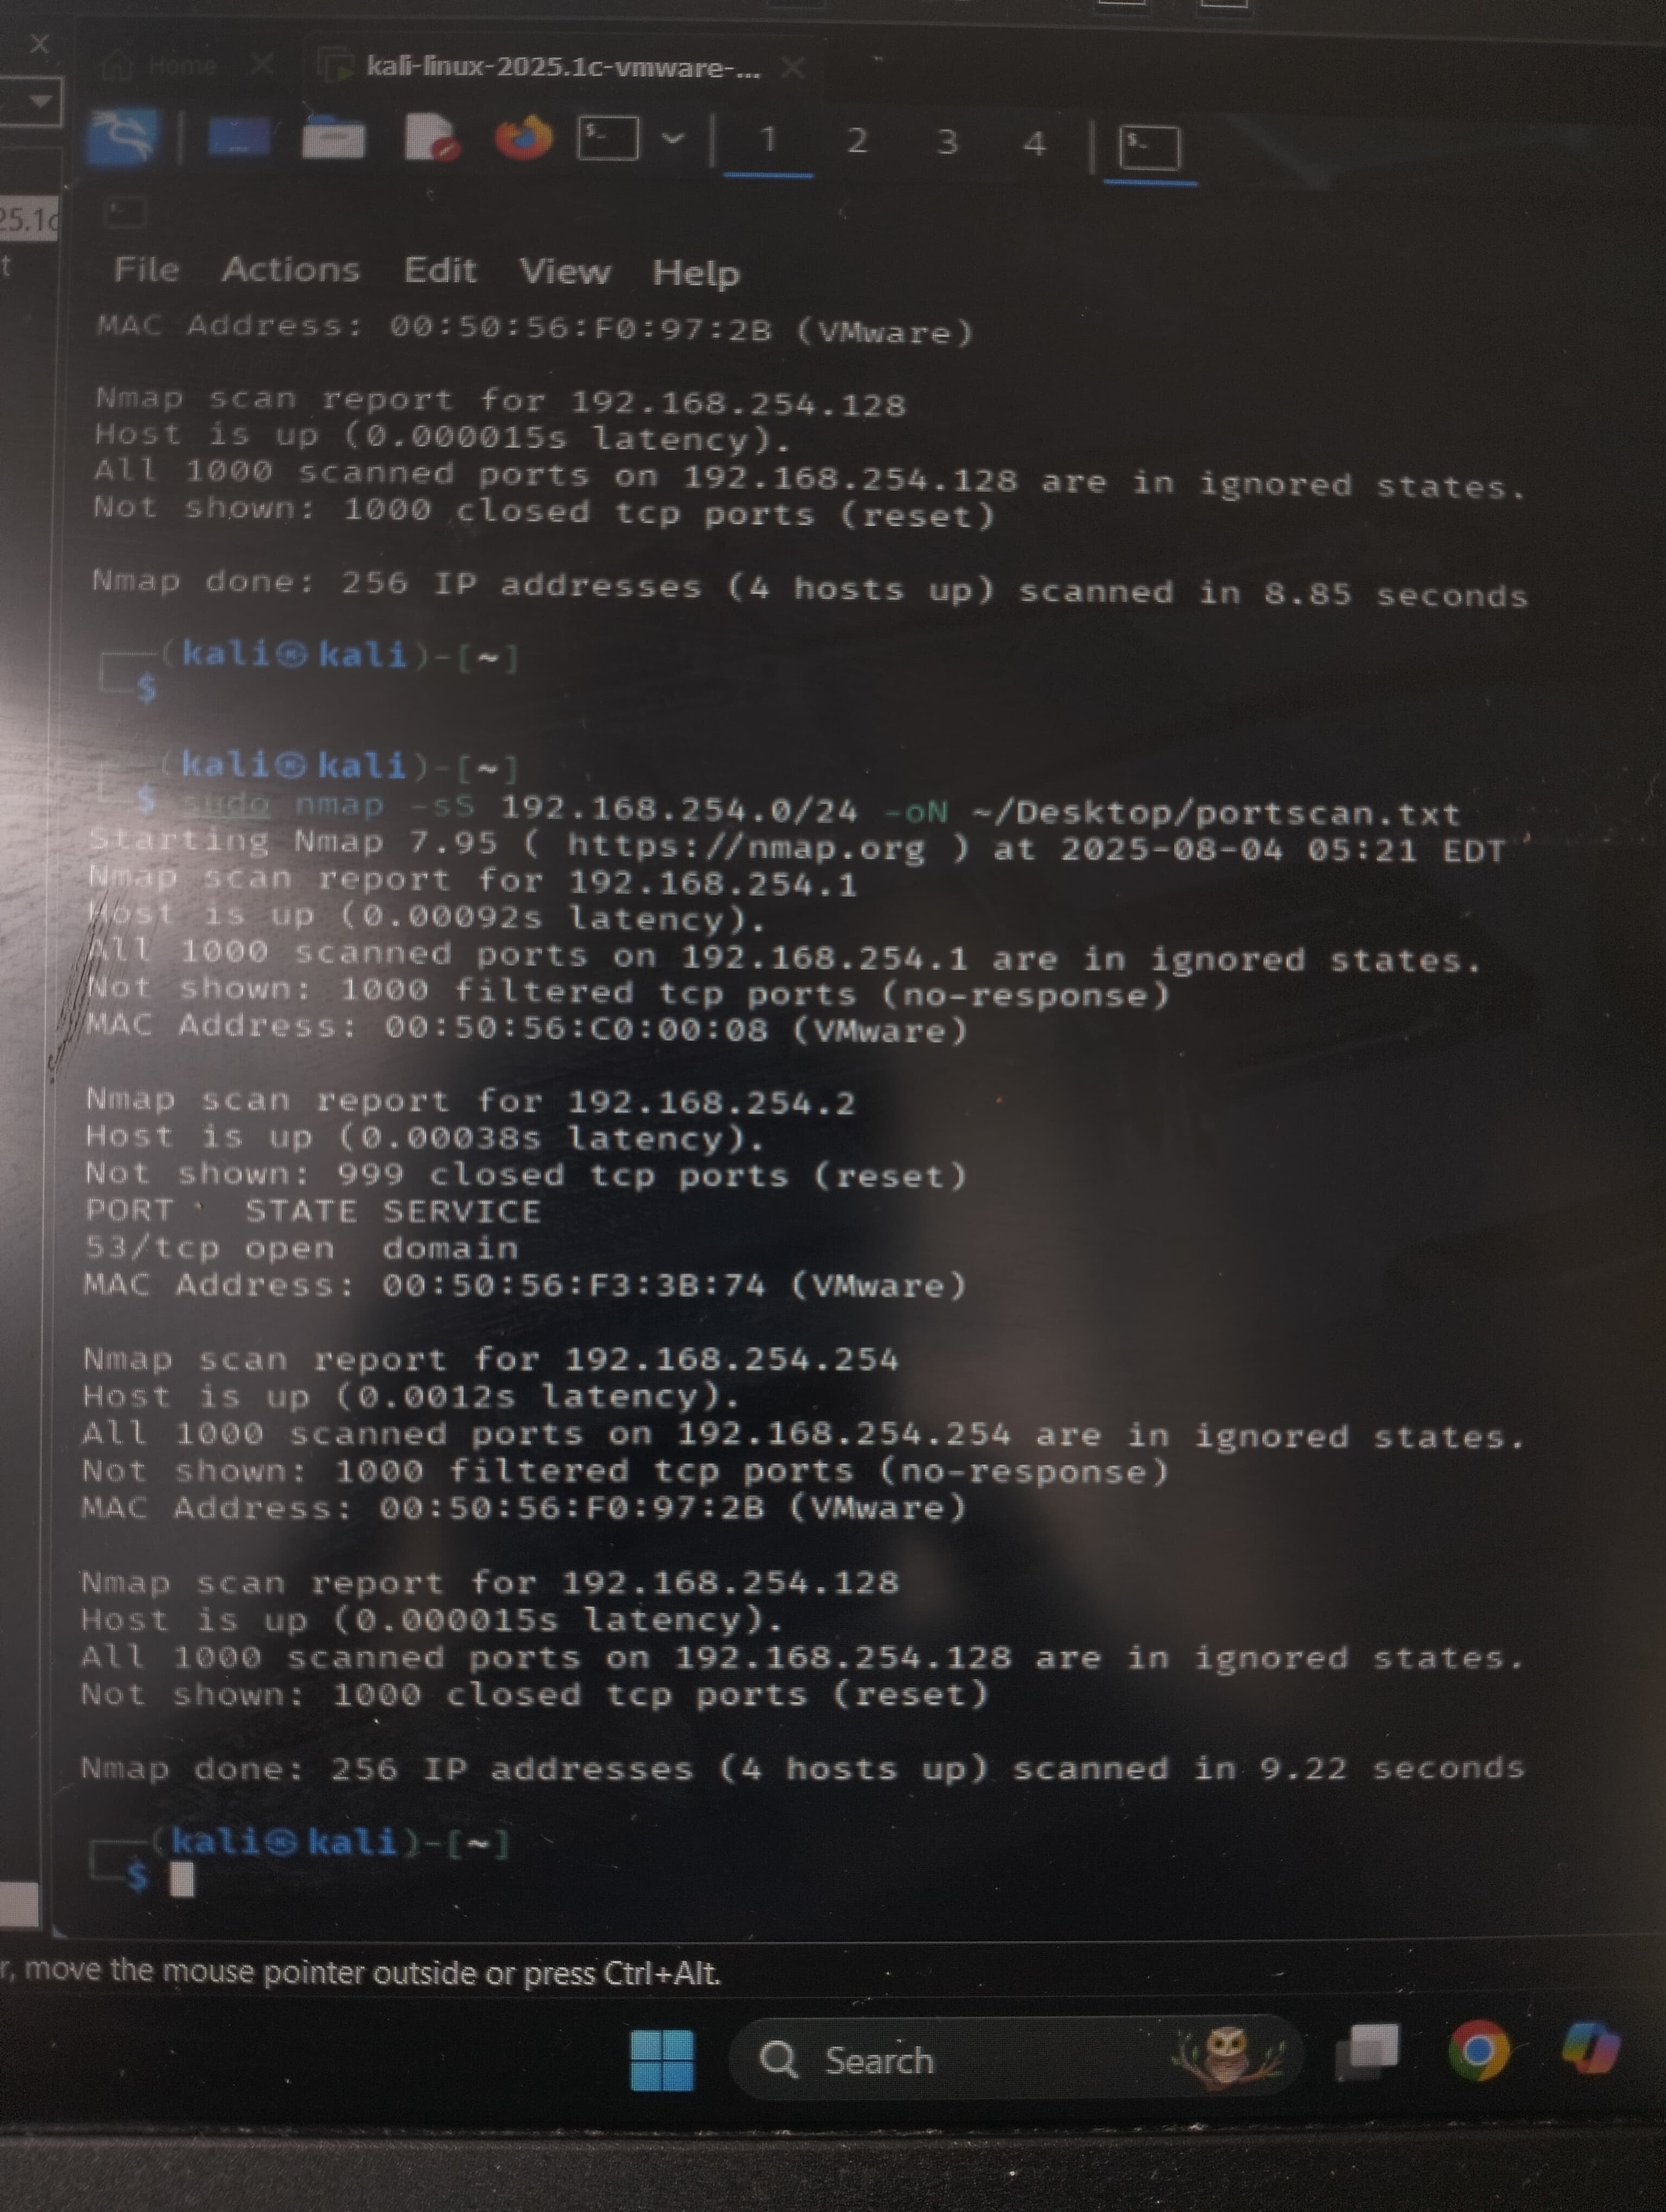 Home
kali-linux-2025.1c-vmware-...
1 2 3 4
25.1c
t
File Actions Edit View Help
MAC Address: 00:50:56:F0:97:2B (VMware)
Nmap scan report for 192.168.254.128
Host is up (0.000015s latency).
All 1000 scanned ports on 192.168.254.128 are in ignored states.
Not shown: 1000 closed tcp ports (reset)
Nmap done: 256 IP addresses (4 hosts up) scanned in 8.85 seconds
(kali㉿kali)-[~]
$
(kali㉿kali)-[~]
$ sudo nmap -sS 192.168.254.0/24 -oN ~/Desktop/portscan.txt
Starting Nmap 7.95 ( https://nmap.org ) at 2025-08-04 05:21 EDT
Nmap scan report for 192.168.254.1
Host is up (0.00092s latency).
All 1000 scanned ports on 192.168.254.1 are in ignored states.
Not shown: 1000 filtered tcp ports (no-response)
MAC Address: 00:50:56:C0:00:08 (VMware)
Nmap scan report for 192.168.254.2
Host is up (0.00038s latency).
Not shown: 999 closed tcp ports (reset)
PORT STATE SERVICE
53/tcp open domain
MAC Address: 00:50:56:F3:3B:74 (VMware)
Nmap scan report for 192.168.254.254
Host is up (0.0012s latency).
All 1000 scanned ports on 192.168.254.254 are in ignored states.
Not shown: 1000 filtered tcp ports (no-response)
MAC Address: 00:50:56:F0:97:2B (VMware)
Nmap scan report for 192.168.254.128
Host is up (0.000015s latency).
All 1000 scanned ports on 192.168.254.128 are in ignored states.
Not shown: 1000 closed tcp ports (reset)
Nmap done: 256 IP addresses (4 hosts up) scanned in 9.22 seconds
(kali㉿kali)-[~]
$
r, move the mouse pointer outside or press Ctrl+Alt.
Search